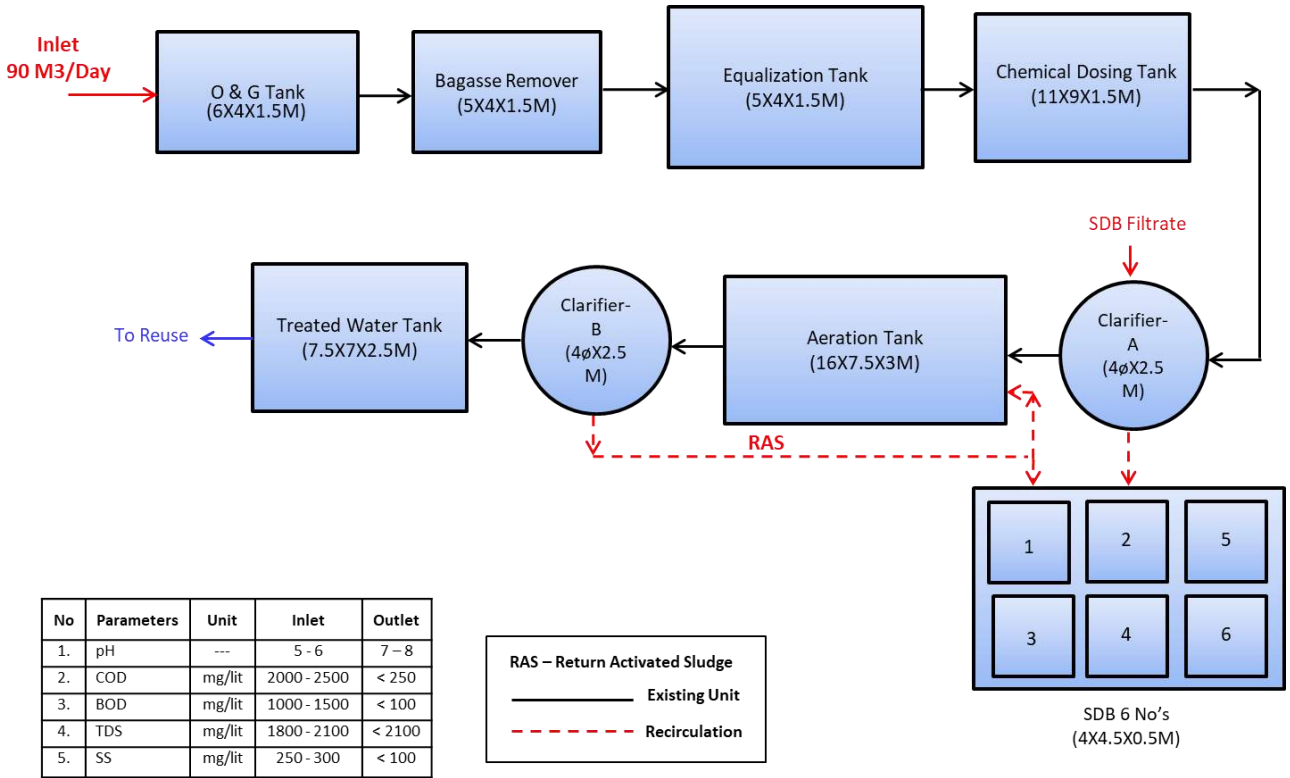 Inlet
90 M3/Day
O & G Tank
(6X4X1.5M)
Bagasse Remover
(5X4X1.5M)
Equalization Tank
(5X4X1.5M)
Chemical Dosing Tank
(11X9X1.5M)
SDB Filtrate
To Reuse
Treated Water Tank
(7.5X7X2.5M)
Clarifier-
B
(4øX2.5
M)
Aeration Tank
(16X7.5X3M)
Clarifier-
A
(4øX2.5
M)
RAS
1 2 5
3 4 6
SDB 6 No's
(4X4.5X0.5M)
No Parameters Unit Inlet Outlet
1. pH --- 5 - 6 7 – 8
2. COD mg/lit 2000 - 2500 < 250
3. BOD mg/lit 1000 - 1500 < 100
4. TDS mg/lit 1800 - 2100 < 2100
5. SS mg/lit 250 - 300 < 100
RAS – Return Activated Sludge
Existing Unit
Recirculation